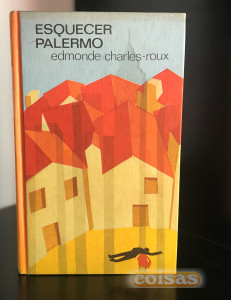 ESQUECER
PALERMO
edmonde charles-roux
coisas